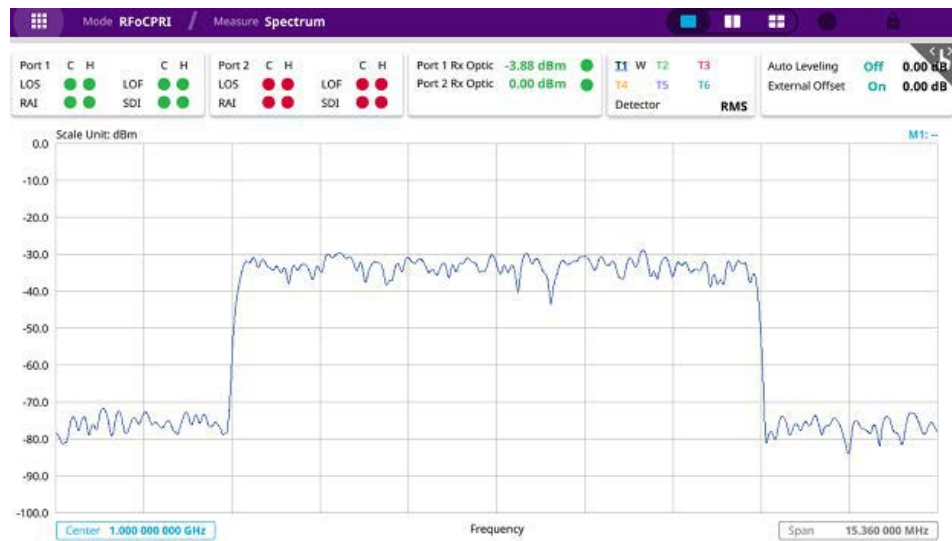 Mode RFoCPRI / Measure Spectrum
Port 1 C H C H
LOS LOF
RAI SDI
Port 2 C H C H
LOS LOF
RAI SDI
Port 1 Rx Optic -3.88 dBm
Port 2 Rx Optic 0.00 dBm
T1 W T2 T3
T4 T5 T6
Detector RMS
Auto Leveling Off 0.00 dB
External Offset On 0.00 dB
Scale Unit: dBm
M1: --
0.0
-10.0
-20.0
-30.0
-40.0
-50.0
-60.0
-70.0
-80.0
-90.0
-100.0
Center 1.000 000 000 GHz
Frequency
Span 15.360 000 MHz